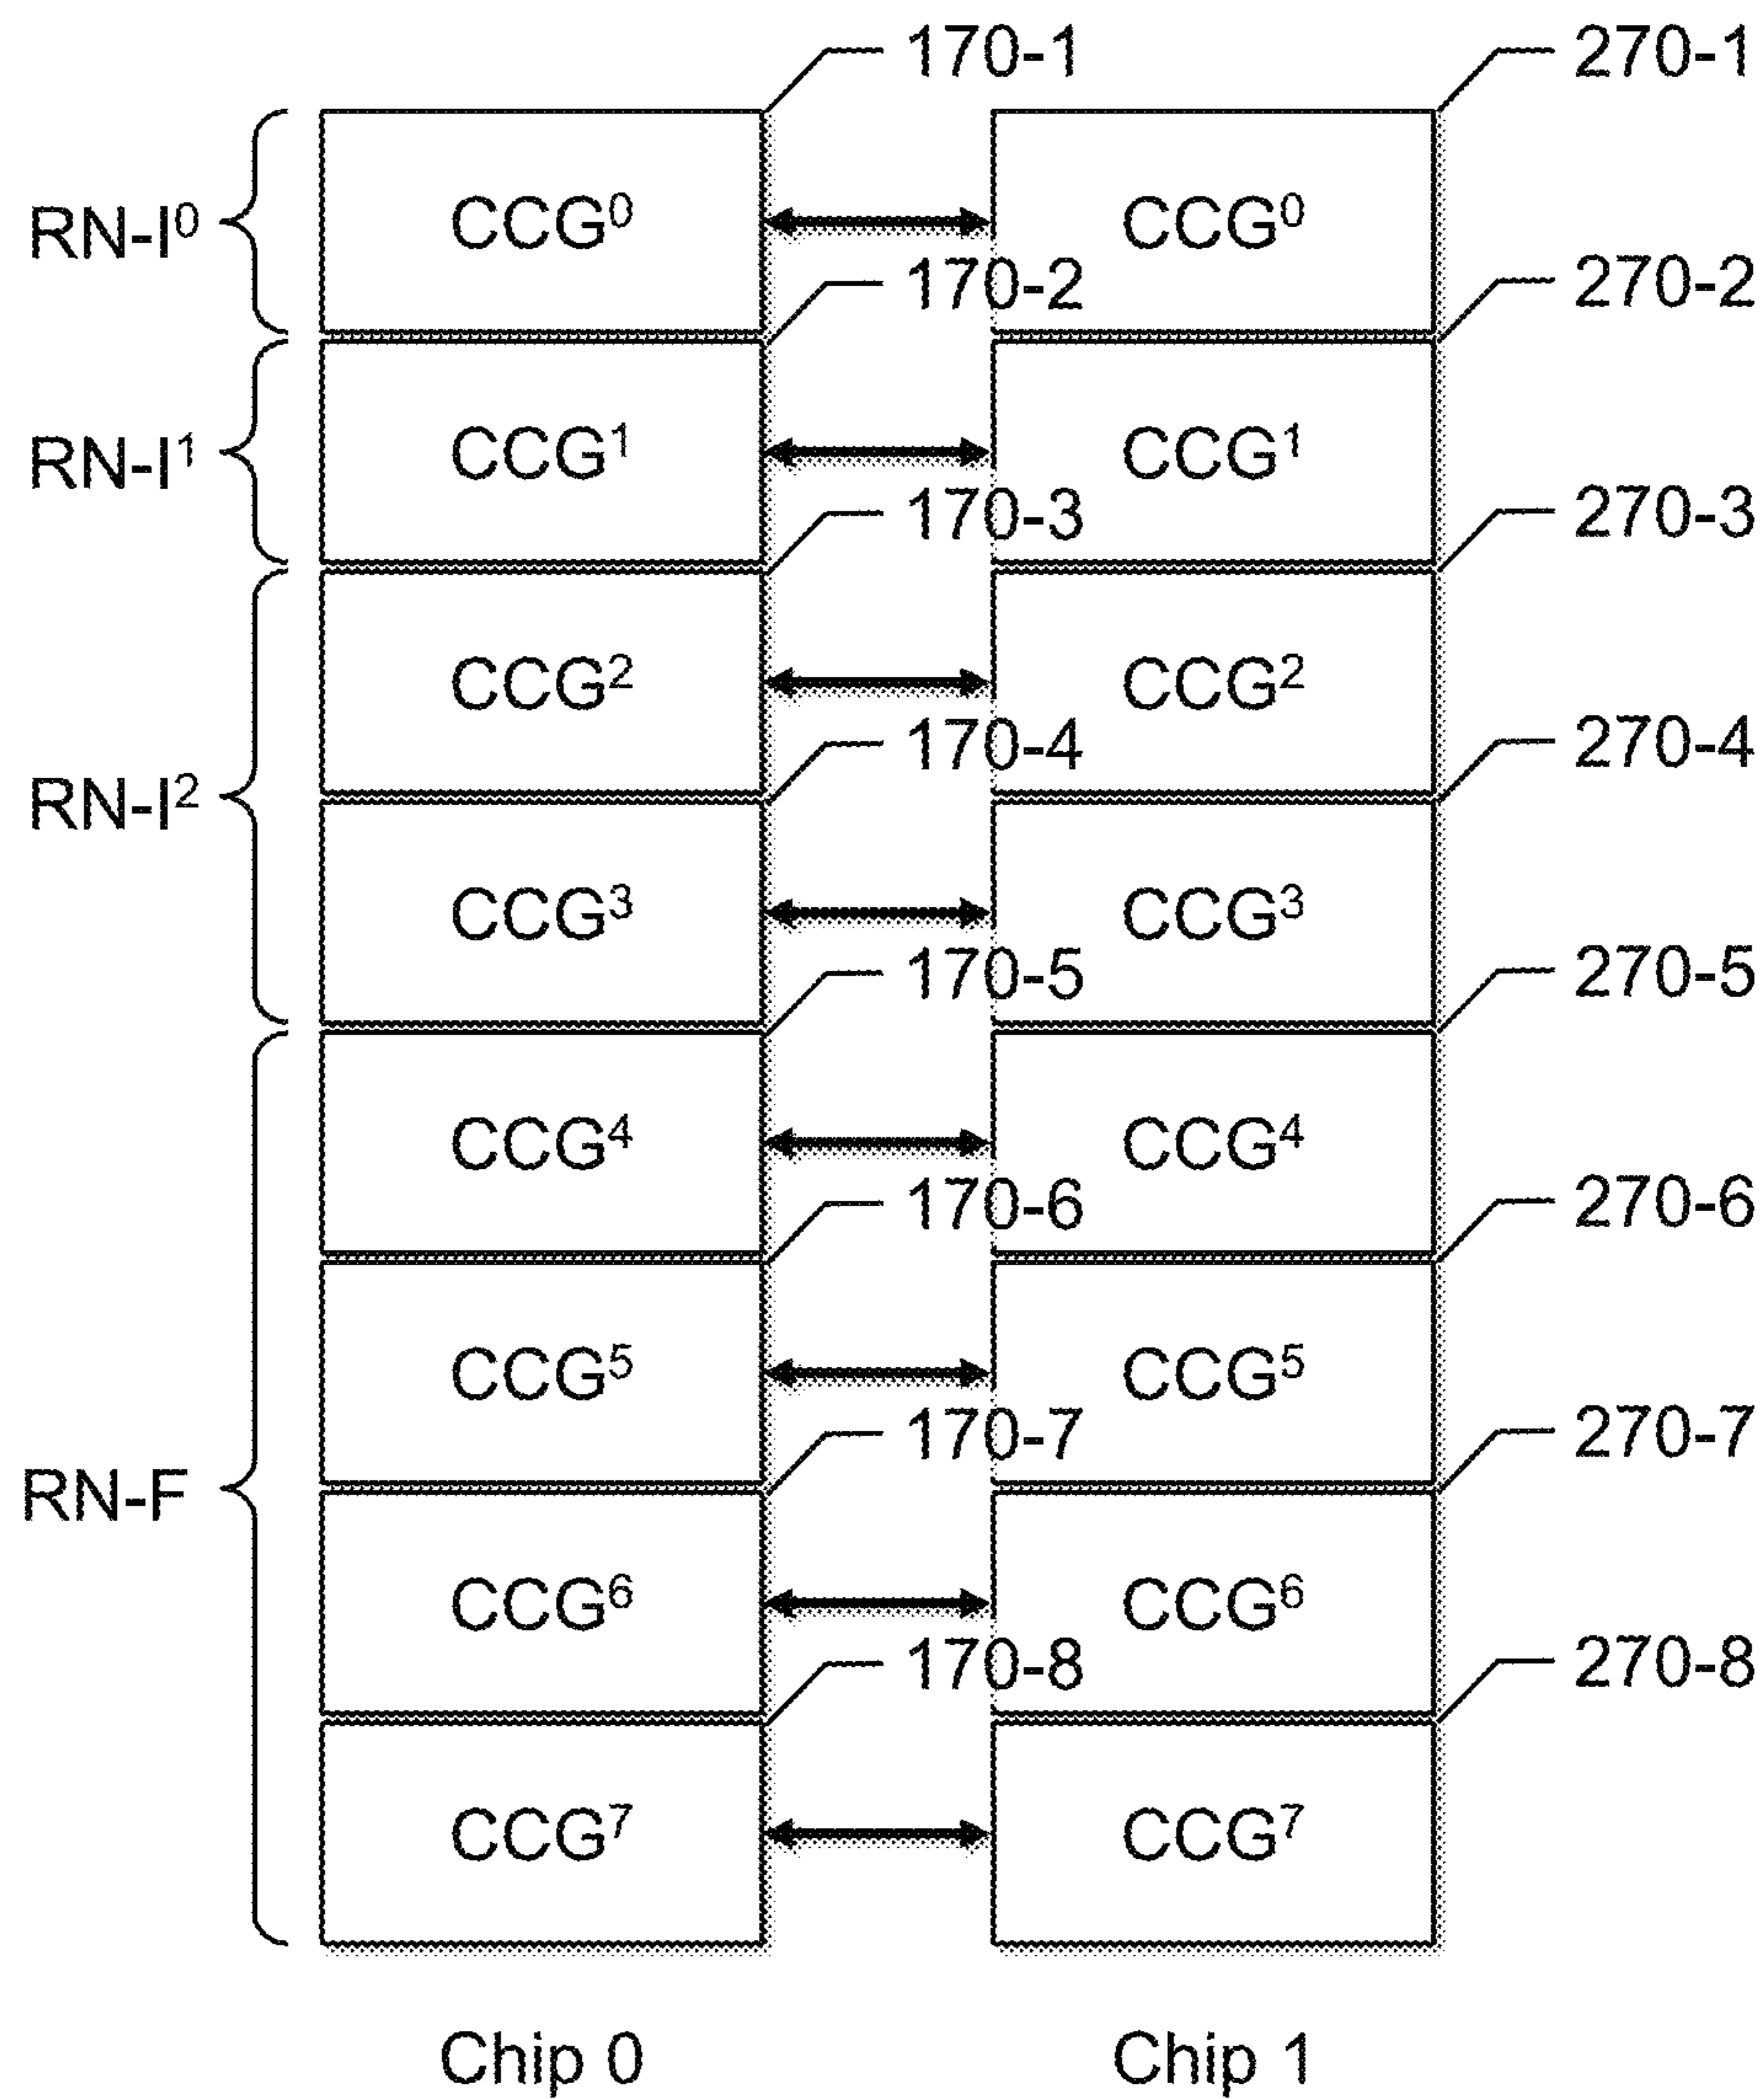 170-1 270-1
RN-I⁰ CCG⁰ CCG⁰
170-2 270-2
RN-I¹ CCG¹ CCG¹
170-3 270-3
CCG² CCG²
170-4 270-4
RN-I²
CCG³ CCG³
170-5 270-5
CCG⁴ CCG⁴
170-6 270-6
CCG⁵ CCG⁵
170-7 270-7
RN-F
CCG⁶ CCG⁶
170-8 270-8
CCG⁷ CCG⁷
Chip 0 Chip 1